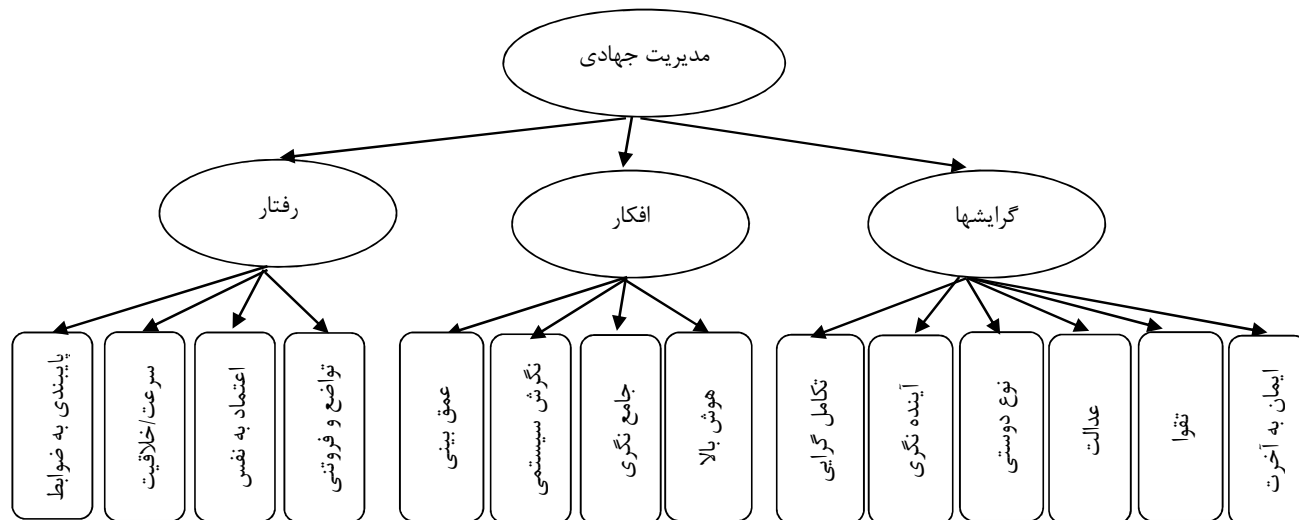 مدیریت جهادی
گرایشها
افکار
رفتار
ایمان به آخرت
تقوا
عدالت
نوع دوستی
آینده نگری
تکامل گرایی
هوش بالا
جامع نگری
نگرش سیستمی
عمق بینی
تواضع و فروتنی
اعتماد به نفس
سرعت/خلاقیت
پایبندی به ضوابط